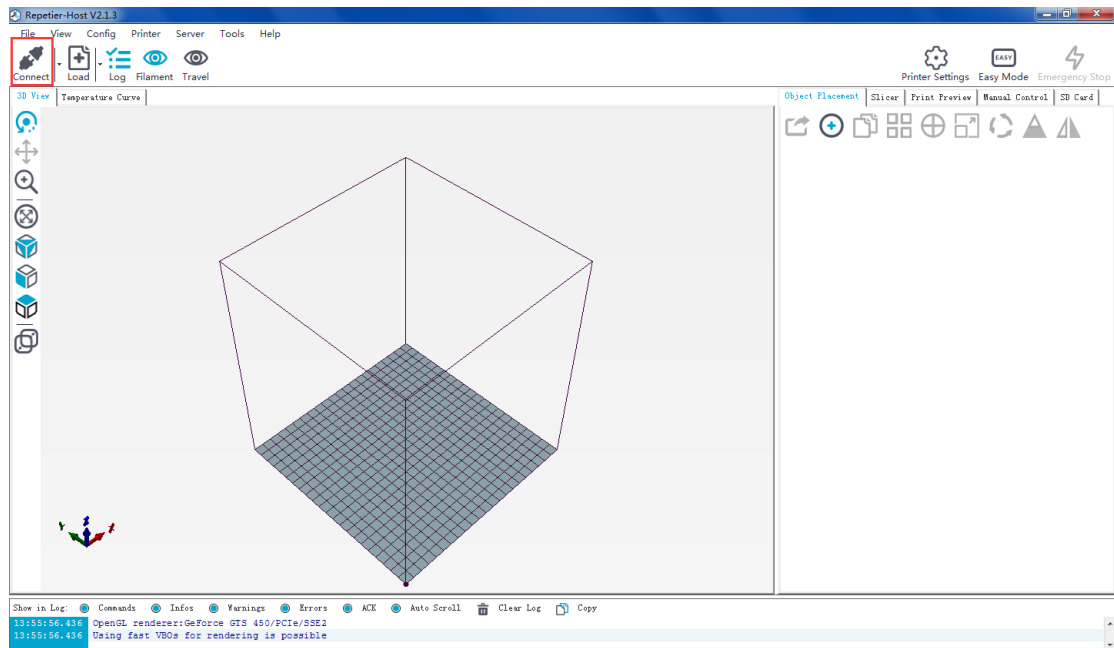 Repetier-Host V2.1.3
File View Config Printer Server Tools Help
Connect Load Log Filament Travel Printer Settings Easy Mode Emergency Stop
EASY
3D View Temperature Curve Object Placement Slicer Print Preview Manual Control SD Card
Show in Log: Commands Infos Warnings Errors ACK Auto Scroll Clear Log Copy
13:55:56.436 OpenGL renderer:GeForce GTS 450/PCIe/SSE2
13:55:56.436 Using fast VBOs for rendering is possible